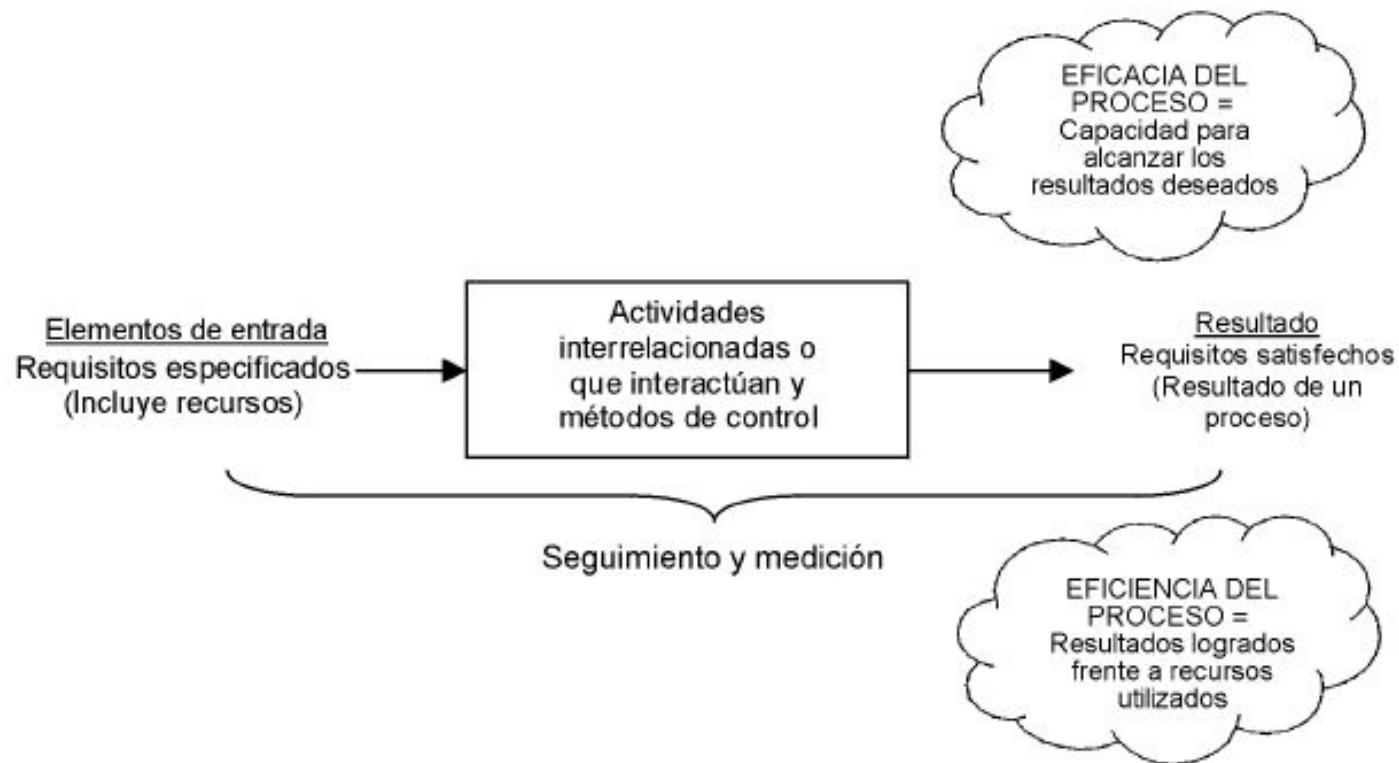 EFICACIA DEL
PROCESO =
Capacidad para
alcanzar los
resultados deseados
Elementos de entrada
Requisitos especificados
(Incluye recursos)
Actividades
interrelacionadas o
que interactúan y
métodos de control
Resultado
Requisitos satisfechos
(Resultado de un
proceso)
Seguimiento y medición
EFICIENCIA DEL
PROCESO =
Resultados logrados
frente a recursos
utilizados